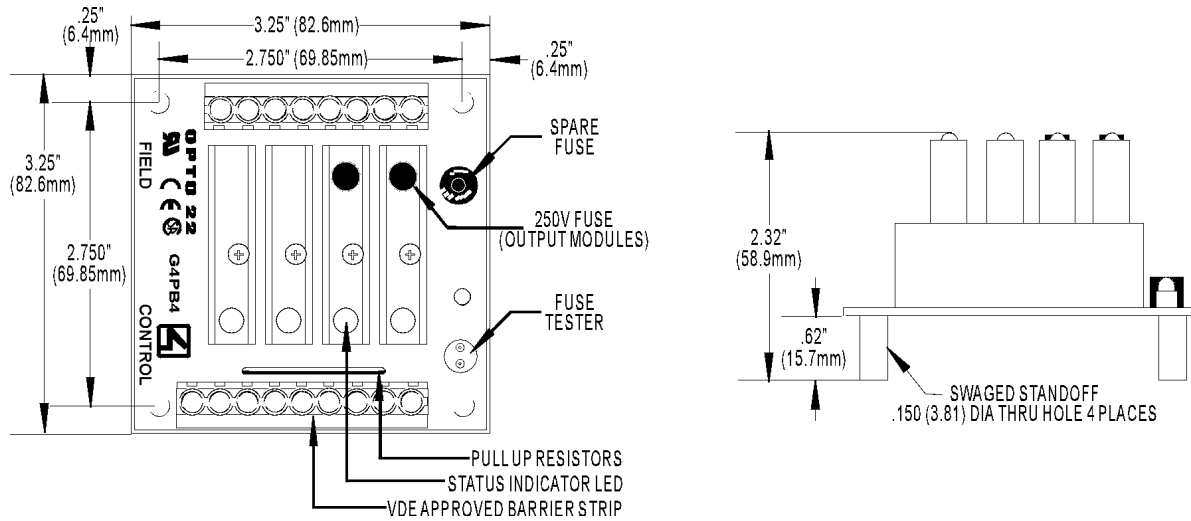 .25"
(6.4mm)
3.25" (82.6mm)
2.750" (69.85mm)
.25"
(6.4mm)
3.25"
(82.6mm)
2.750"
(69.85mm)
OPTO 22
FIELD
G4PB4
CONTROL
SPARE
FUSE
250V FUSE
(OUTPUT MODULES)
FUSE
TESTER
PULL UP RESISTORS
STATUS INDICATOR LED
VDE APPROVED BARRIER STRIP
2.32"
(58.9mm)
.62"
(15.7mm)
SWAGED STANDOFF
.150 (3.81) DIA THRU HOLE 4 PLACES